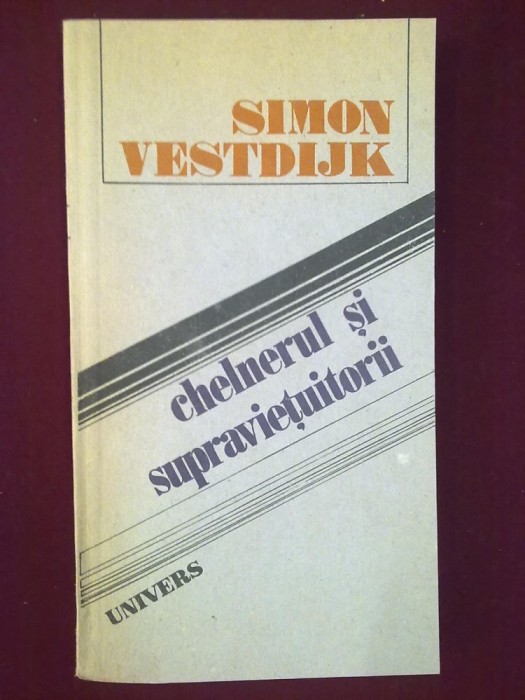 SIMON
VESTDIJK
chelnerul și
supraviețuitorii
UNIVERS